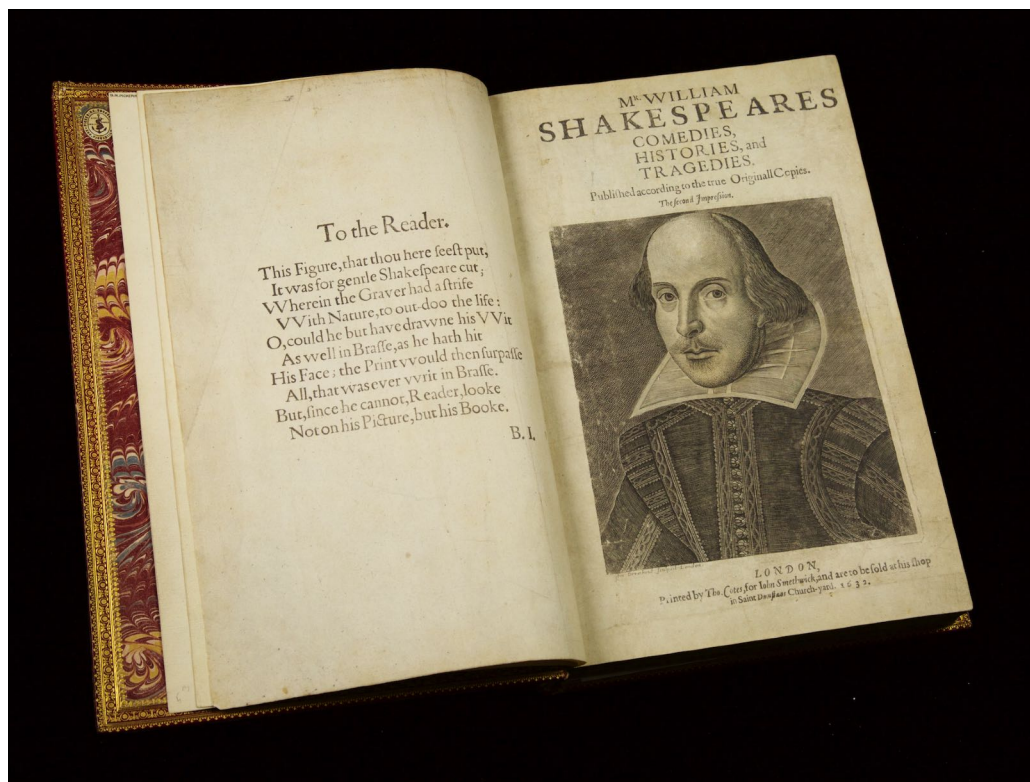 To the Reader.
This Figure, that thou here ſeeſt put,
It was for gentle Shakeſpeare cut;
VVherein the Graver had a ſtrife
VVith Nature, to out-doo the life:
O, could he but have drawne his VVit
As well in Braſſe, as he hath hit
His Face; the Print vvould then ſurpaſſe
All, that was ever vvrit in Braſſe.
But, ſince he cannot, Reader, looke
Not on his Picture, but his Booke.
B. I.
Mr. WILLIAM
SHAKESPEARES
COMEDIES,
HISTORIES, and
TRAGEDIES.
Publiſhed according to the true Originall Copies.
The ſecond Impreſſion.
LONDON,
Printed by Tho. Cotes, for Iohn Smethwick, and are to be ſold at his ſhop
in Saint Dunſtans Church-yard. 1632.